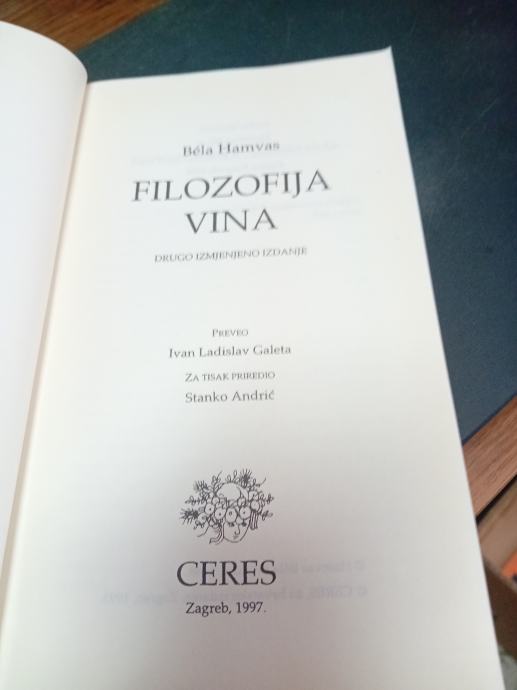 Béla Hamvas
FILOZOFIJA
VINA
DRUGO IZMJENJENO IZDANJE
PREVEO
Ivan Ladislav Galeta
ZA TISAK PRIREDIO
Stanko Andrić
CERES
Zagreb, 1997.